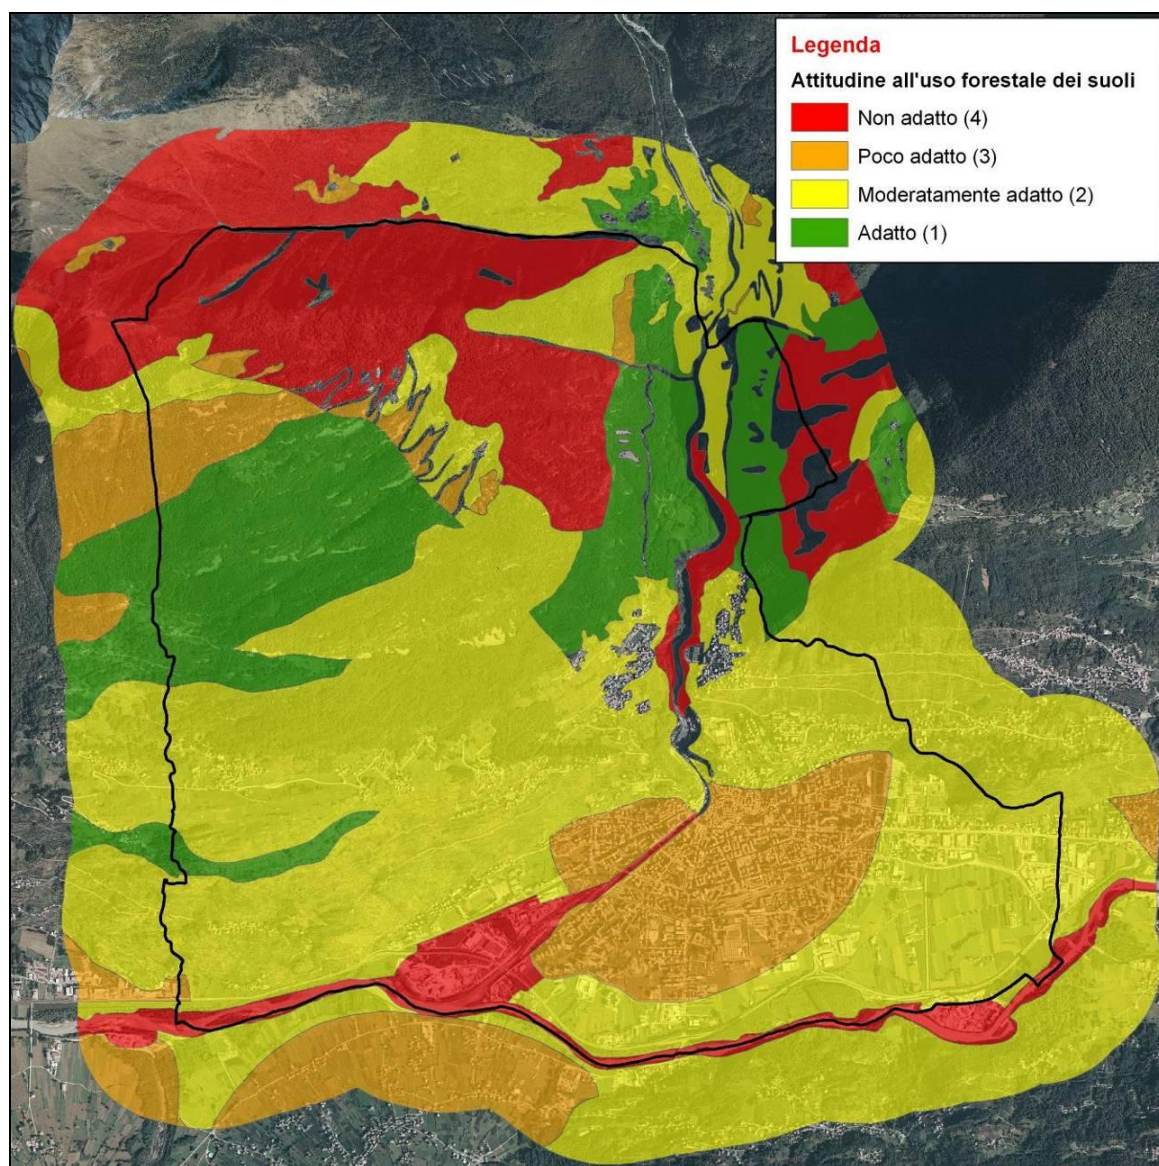 Legenda
Attitudine all'uso forestale dei suoli
Non adatto (4)
Poco adatto (3)
Moderatamente adatto (2)
Adatto (1)